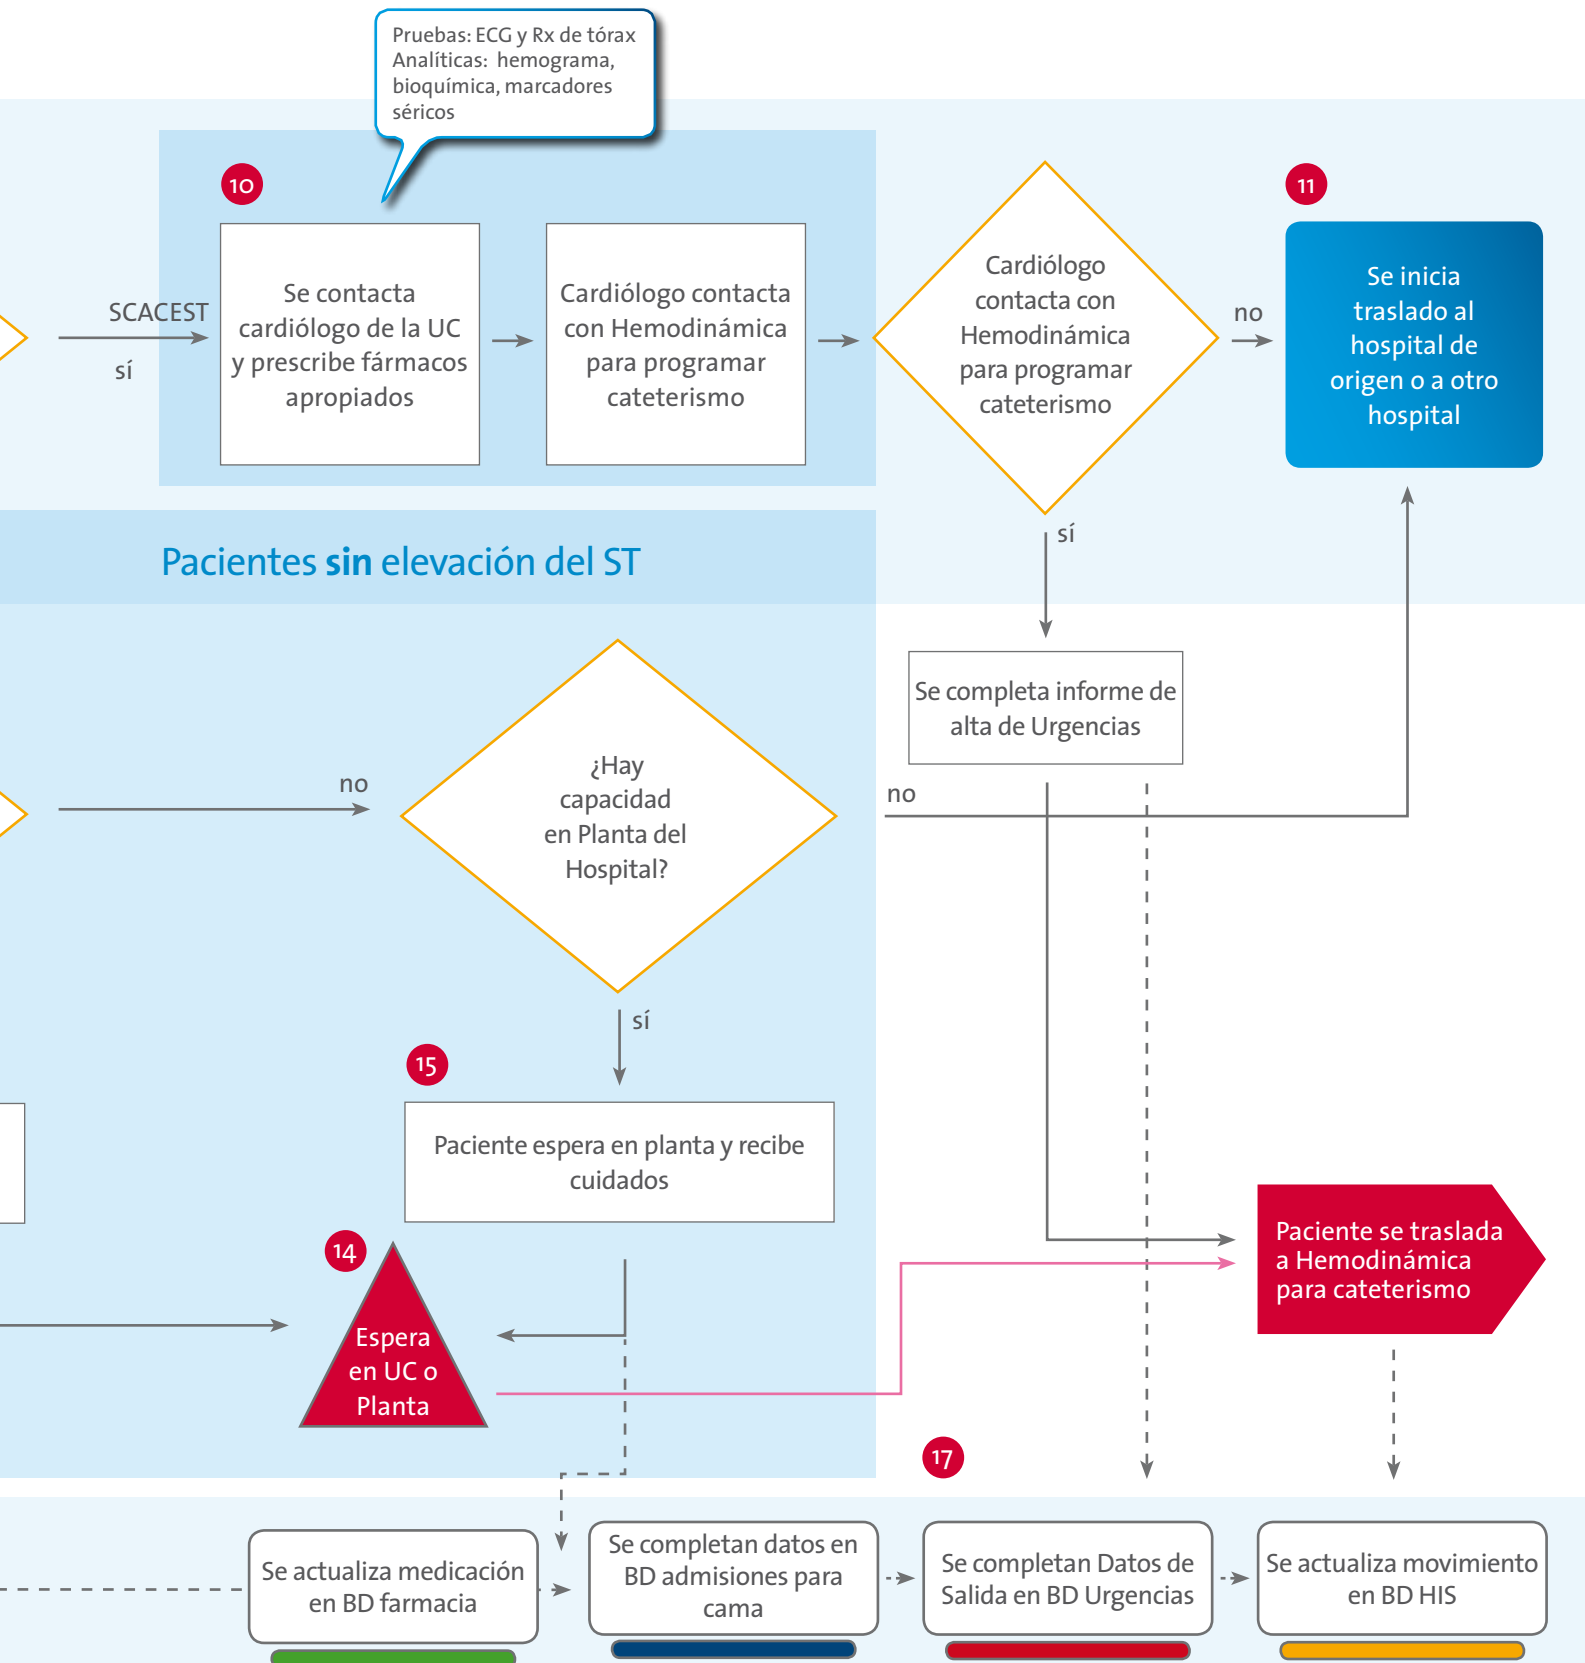 Pruebas: ECG y Rx de tórax
Analíticas: hemograma,
bioquímica, marcadores
séricos
10
11
SCACEST
sí
Se contacta
cardiólogo de la UC
y prescribe fármacos
apropiados
Cardiólogo contacta
con Hemodinámica
para programar
cateterismo
Cardiólogo
contacta con
Hemodinámica
para programar
cateterismo
no
Se inicia
traslado al
hospital de
origen o a otro
hospital
sí
Pacientes sin elevación del ST
Se completa informe de
alta de Urgencias
no
¿Hay
capacidad
en Planta del
Hospital?
no
sí
15
Paciente espera en planta y recibe
cuidados
14
Espera
en UC o
Planta
Paciente se traslada
a Hemodinámica
para cateterismo
17
Se actualiza medicación
en BD farmacia
Se completan datos en
BD admisiones para
cama
Se completan Datos de
Salida en BD Urgencias
Se actualiza movimiento
en BD HIS